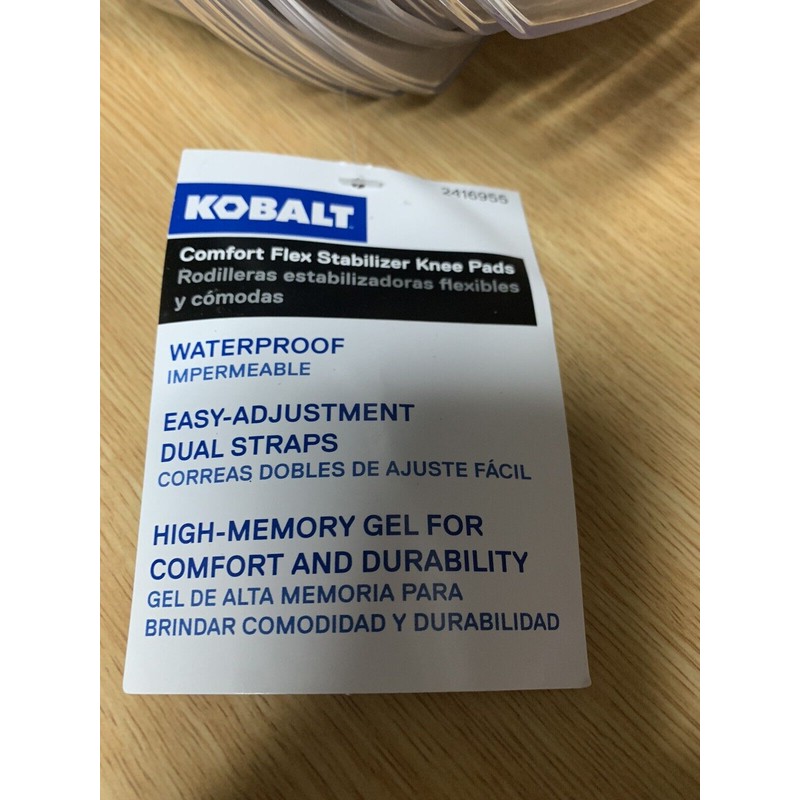 2416955
KOBALT
Comfort Flex Stabilizer Knee Pads
Rodilleras estabilizadoras flexibles
y cómodas
WATERPROOF
IMPERMEABLE
EASY-ADJUSTMENT
DUAL STRAPS
CORREAS DOBLES DE AJUSTE FÁCIL
HIGH-MEMORY GEL FOR
COMFORT AND DURABILITY
GEL DE ALTA MEMORIA PARA
BRINDAR COMODIDAD Y DURABILIDAD